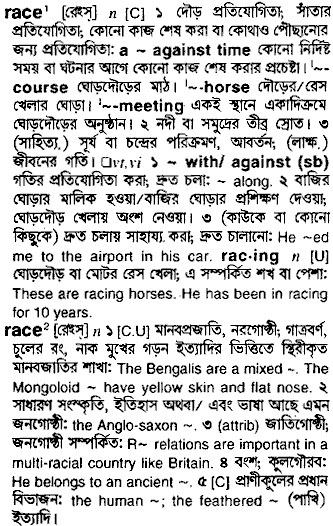 race¹ [রেইস্] n [C] ১ দৌড় প্রতিযোগিতা; সাঁতার
প্রতিযোগিতা; কোনো কাজ শেষ করা বা কোথাও পৌঁছানোর
জন্য প্রতিযোগিতা: a ~ against time কোনো নির্দিষ্ট
সময় বা ঘটনার আগে কোনো কাজ শেষ করার প্রচেষ্টা। '~-
course ঘোড়দৌড়ের মাঠ। '~-horse দৌড়ের/রেস
খেলার ঘোড়া। '~-meeting একই স্থানে একাদিক্রমে
ঘোড়দৌড়ের অনুষ্ঠান। ২ নদী বা সমুদ্রের তীব্র স্রোত। ৩
(সাহিত্য.) সূর্য বা চন্দ্রের পরিক্রমণ, আবর্তন; (লাক্ষ.)
জীবনের গতি। □vt,vi ১ ~ with/ against (sb)
গতির প্রতিযোগিতা করা; দ্রুত চলা: ~ along. ২ বাজির
ঘোড়ার মালিক হওয়া/বাজির ঘোড়ার প্রশিক্ষণ দেওয়া;
ঘোড়দৌড় খেলায় অংশ নেওয়া। ৩ (কাউকে বা কোনো
কিছুকে) দ্রুত চলায় সাহায্য করা; দ্রুত চালানো: He ~ed
me to the airport in his car. rac·ing n [U]
ঘোড়দৌড় বা মোটর রেস খেলা; এ সম্পর্কিত শখ বা পেশা:
These are racing horses. He has been in racing
for 10 years.
race² [রেইস্] n ১ [C.U] মানবপ্রজাতি, নরগোষ্ঠী; গাত্রবর্ণ,
চুলের রং, নাক মুখের গড়ন ইত্যাদির ভিত্তিতে স্থিরীকৃত
মানবজাতির শাখা: The Bengalis are a mixed ~. The
Mongoloid ~ have yellow skin and flat nose. ২
সাধারণ সংস্কৃতি, ইতিহাস অথবা/ এবং ভাষা আছে এমন
জনগোষ্ঠী: the Anglo-saxon ~. ৩ (attrib) জাতিগোষ্ঠী;
জনগোষ্ঠী সম্পর্কিত: R~ relations are important in a
multi-racial country like Britain. ৪ বংশ; কুলগৌরব:
He belongs to an ancient ~. ৫ [C] প্রাণীকূলের প্রধান
বিভাজন: the human ~; the feathered ~ (পাখি)
ইত্যাদি।